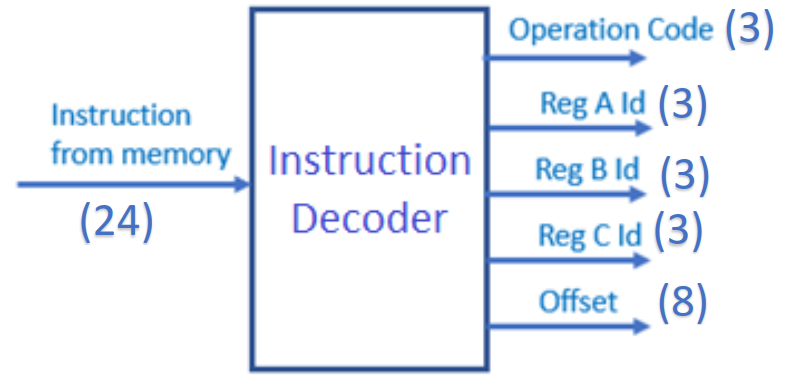 Operation Code (3)
Reg A Id (3)
Instruction
from memory
(24)
Instruction
Decoder
Reg B Id (3)
Reg C Id (3)
Offset (8)